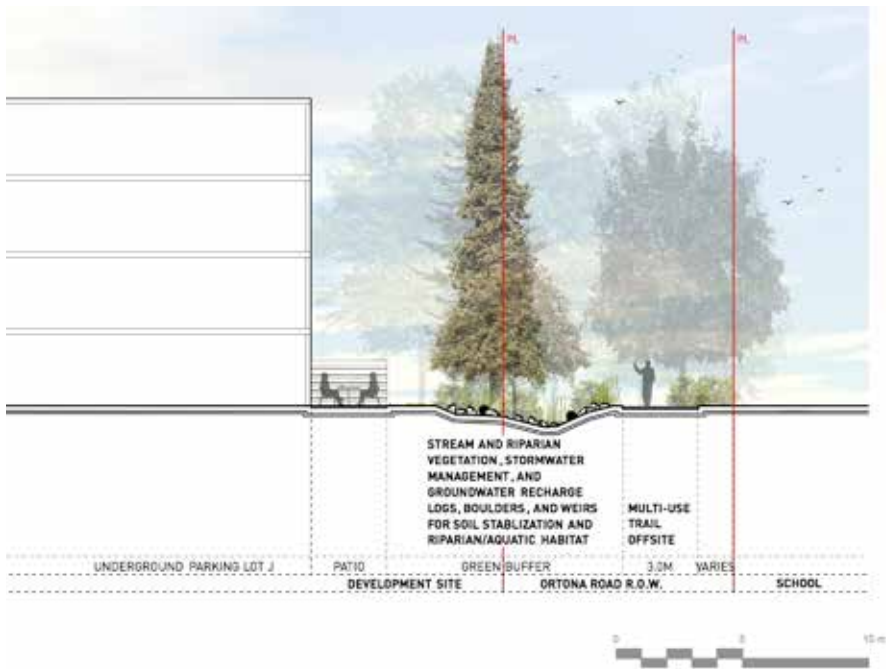 PL
PL
STREAM AND RIPARIAN
VEGETATION, STORMWATER
MANAGEMENT, AND
GROUNDWATER RECHARGE
LOGS, BOULDERS, AND WEIRS
FOR SOIL STABLIZATION AND
RIPARIAN/AQUATIC HABITAT
MULTI-USE
TRAIL
OFFSITE
UNDERGROUND PARKING LOT J PATIO GREEN BUFFER 3.0M VARIES
DEVELOPMENT SITE ORTONA ROAD R.O.W. SCHOOL
0 5 10 m